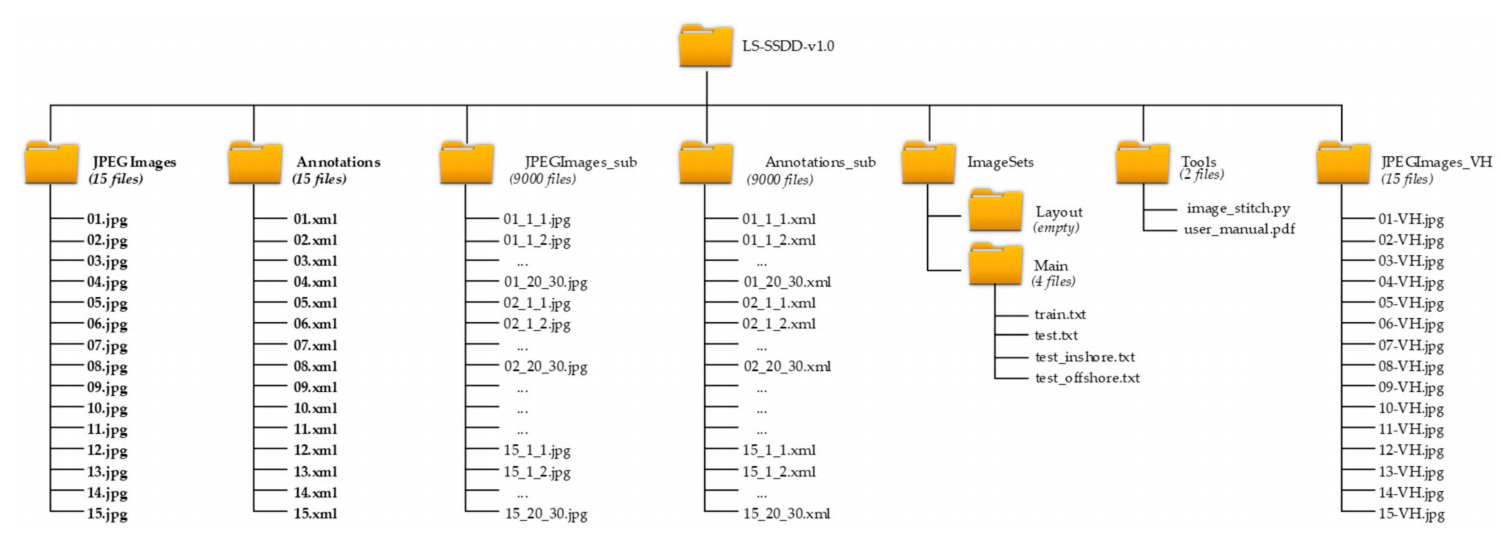 LS-SSDD-v1.0
JPEGImages
(15 files)
01.jpg
02.jpg
03.jpg
04.jpg
05.jpg
06.jpg
07.jpg
08.jpg
09.jpg
10.jpg
11.jpg
12.jpg
13.jpg
14.jpg
15.jpg
Annotations
(15 files)
01.xml
02.xml
03.xml
04.xml
05.xml
06.xml
07.xml
08.xml
09.xml
10.xml
11.xml
12.xml
13.xml
14.xml
15.xml
JPEGImages_sub
(9000 files)
01_1_1.jpg
01_1_2.jpg
...
01_20_30.jpg
02_1_1.jpg
02_1_2.jpg
...
02_20_30.jpg
...
...
...
15_1_1.jpg
15_1_2.jpg
...
15_20_30.jpg
Annotations_sub
(9000 files)
01_1_1.xml
01_1_2.xml
...
01_20_30.xml
02_1_1.xml
02_1_2.xml
...
02_20_30.xml
...
...
...
15_1_1.xml
15_1_2.xml
...
15_20_30.xml
ImageSets
Layout
(empty)
Main
(4 files)
train.txt
test.txt
test_inshore.txt
test_offshore.txt
Tools
(2 files)
image_stitch.py
user_manual.pdf
JPEGImages_VH
(15 files)
01-VH.jpg
02-VH.jpg
03-VH.jpg
04-VH.jpg
05-VH.jpg
06-VH.jpg
07-VH.jpg
08-VH.jpg
09-VH.jpg
10-VH.jpg
11-VH.jpg
12-VH.jpg
13-VH.jpg
14-VH.jpg
15-VH.jpg